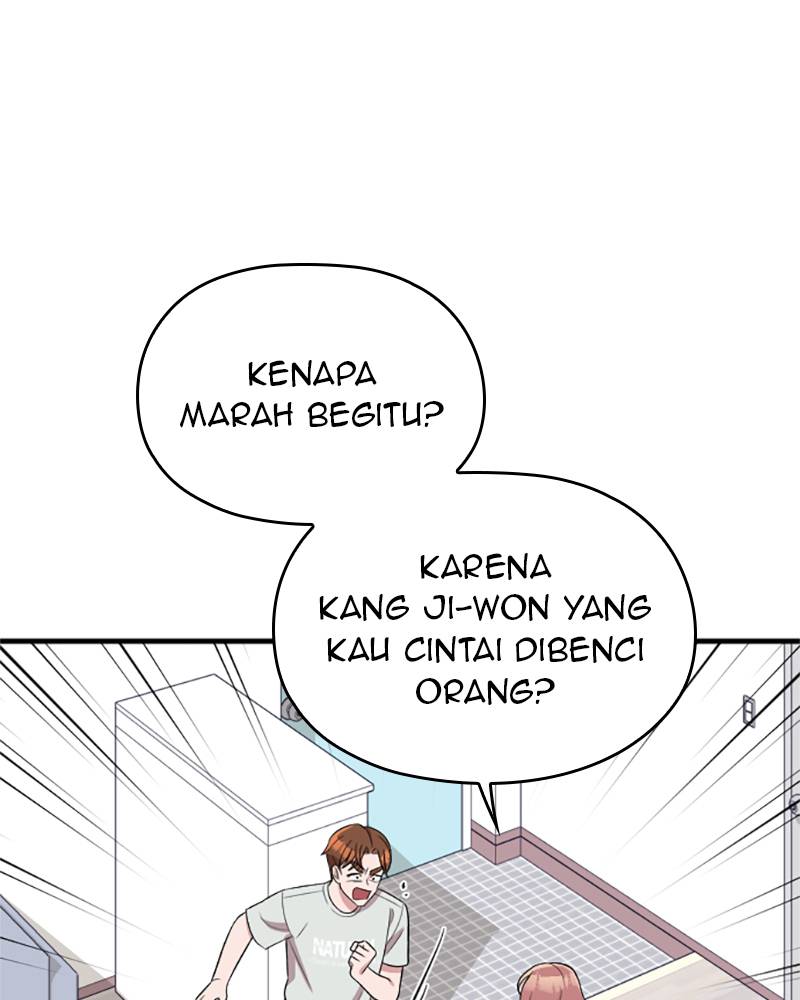 KENAPA
MARAH BEGITU?
KARENA
KANG JI-WON YANG
KAU CINTAI DIBENCI
ORANG?